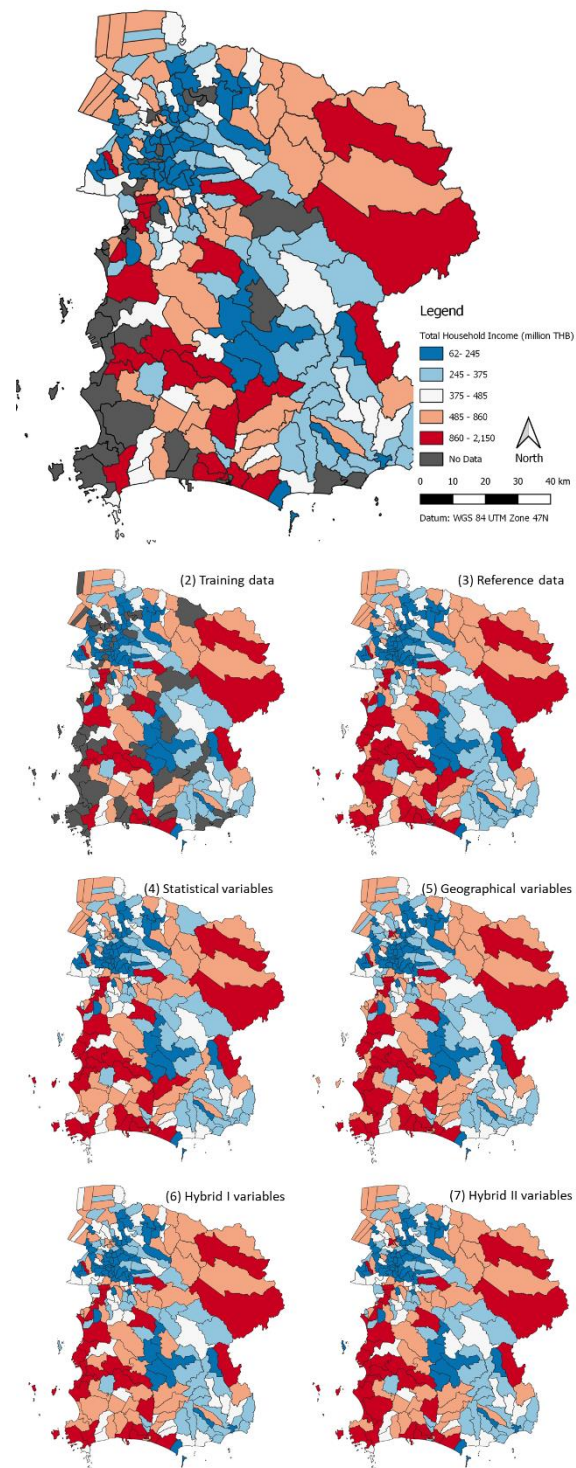 Legend
Total Household Income (million THB)
62- 245
245 - 375
375 - 485
485 - 860
860 - 2,150
No Data
North
0 10 20 30 40 km
Datum: WGS 84 UTM Zone 47N
(2) Training data
(3) Reference data
(4) Statistical variables
(5) Geographical variables
(6) Hybrid I variables
(7) Hybrid II variables